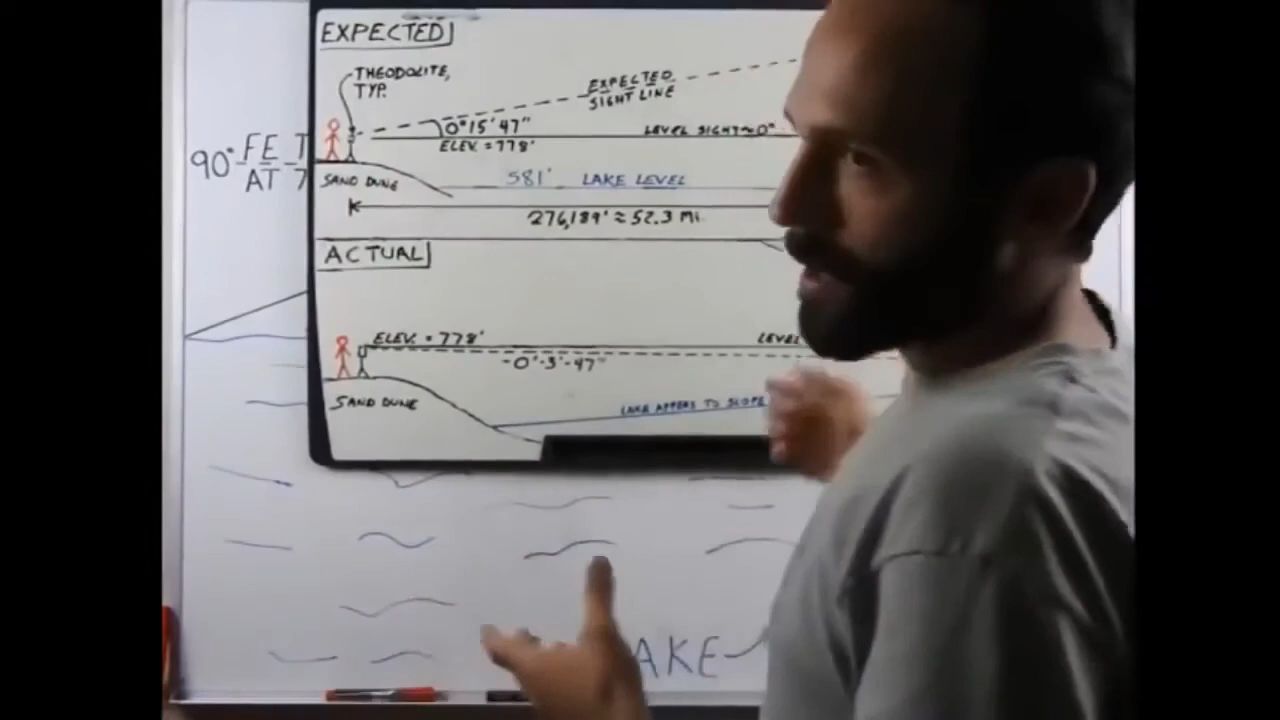 EXPECTED
THEODOLITE,
TYP.
EXPECTED
SIGHT LINE
0° 15' 47"
LEVEL SIGHT ≈ 0°
ELEV. = 778'
90° FE T
AT 7
SAND DUNE
581' LAKE LEVEL
276,189' ≈ 52.3 MI.
ACTUAL
ELEV. = 778'
LEVEL
-0°-3'-47"
SAND DUNE
LAKE APPERS TO SLOPE
AKE